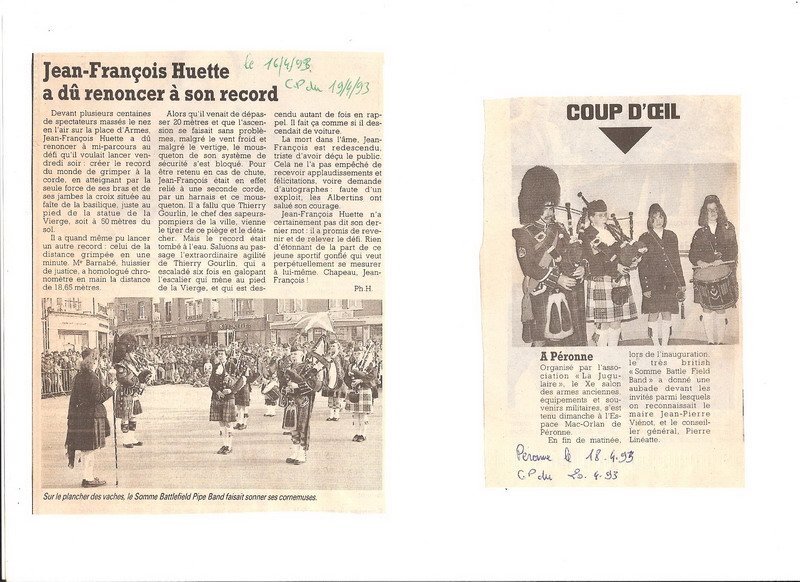 Jean-François Huette
a dû renoncer à son record
le 16/4/93
CP du 19/4/93
Devant plusieurs centaines
de spectateurs massés le nez
en l'air sur la place d'Armes,
Jean-François Huette a dû
renoncer à mi-parcours au
défi qu'il voulait lancer ven-
dredi soir : créer le record
du monde de grimper à la
corde, en atteignant par la
seule force de ses bras et de
ses jambes la croix située au
faîte de la basilique, juste au
pied de la statue de la
Vierge, soit à 50 mètres du
sol.
Il a quand même pu lancer
un autre record : celui de la
distance grimpée en une
minute. Me Barnabé, huissier
de justice, a homologué chro-
nomètre en main la distance
de 18,65 mètres.
Alors qu'il venait de dépas-
ser 20 mètres et que l'ascen-
sion se faisait sans problè-
mes, malgré le vent froid et
malgré le vertige, le mous-
queton de son système de
sécurité s'est bloqué. Pour
être retenu en cas de chute,
Jean-François était en effet
relié à une seconde corde,
par un harnais et ce mous-
queton. Il a fallu que Thierry
Gourlin, le chef des sapeurs-
pompiers de la ville, vienne
le tirer de ce piège et le déta-
cher. Mais le record était
tombé à l'eau. Saluons au pas-
sage l'extraordinaire agilité
de Thierry Gourlin, qui a
escaladé six fois en galopant
l'escalier qui mène au pied
de la Vierge, et qui est des-
cendu autant de fois en rap-
pel. Il fait ça comme si il des-
cendait de voiture.
La mort dans l'âme, Jean-
François est redescendu,
triste d'avoir déçu le public.
Cela ne l'a pas empêché de
recevoir applaudissements et
félicitations, voire demande
d'autographes : faute d'un
exploit, les Albertins ont
salué son courage.
Jean-François Huette n'a
certainement pas dit son der-
nier mot : il a promis de reve-
nir et de relever le défi. Rien
d'étonnant de la part de ce
jeune sportif gonflé qui veut
perpétuellement se mesurer
à lui-même. Chapeau, Jean-
François !
Ph.H.
Sur le plancher des vaches, le Somme Battlefield Pipe Band faisait sonner ses cornemuses.
COUP D'ŒIL
A Péronne
Organisé par l'asso-
ciation « La Jugu-
laire », le Xe salon
des armes anciennes,
équipements et sou-
venirs militaires, s'est
tenu dimanche à l'Es-
pace Mac-Orlan de
Péronne.
En fin de matinée,
lors de l'inauguration,
le très british
« Somme Battle Field
Band » a donné une
aubade devant les
invités parmi lesquels
on reconnaissait le
maire Jean-Pierre
Viénot, et le conseil-
ler général, Pierre
Linéatte.
Péronne le 18.4.93
CP du 20.4.93